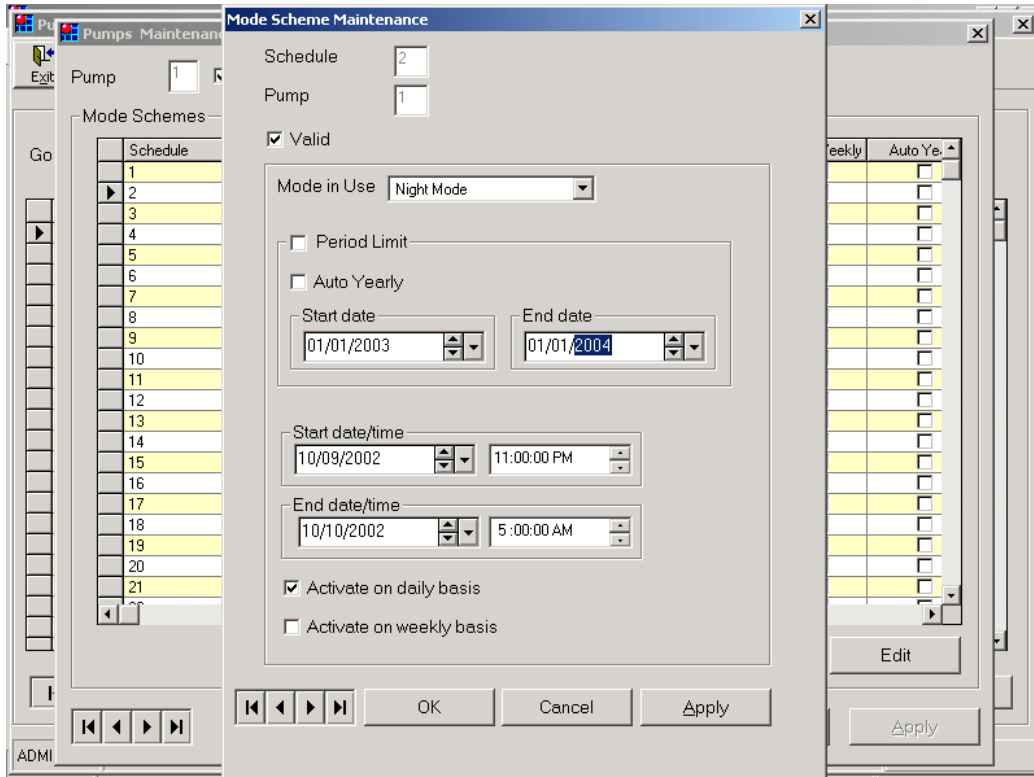 Mode Scheme Maintenance
Pu
Pumps Maintenan
Exit
Pump 1
Schedule 2
Pump 1
Mode Schemes
Valid
Go
Schedule
eekly Auto Ye
Mode in Use Night Mode
1
2
3
4
5
6
7
8
9
10
11
12
13
14
15
16
17
18
19
20
21
Period Limit
Auto Yearly
Start date End date
01/01/2003 01/01/2004
Start date/time
10/09/2002 11:00:00 PM
End date/time
10/10/2002 5:00:00 AM
Activate on daily basis
Activate on weekly basis
Edit
OK Cancel Apply
Apply
ADMI